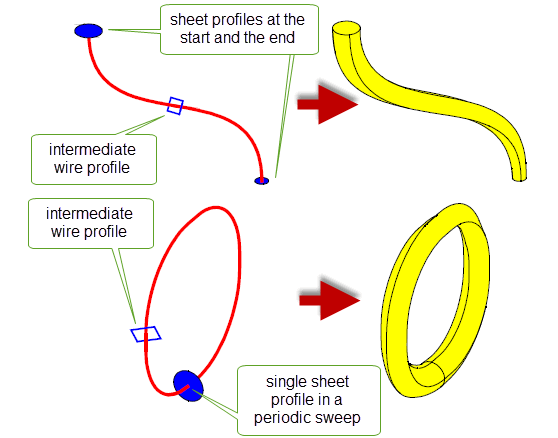 sheet profiles at the
start and the end
intermediate
wire profile
intermediate
wire profile
single sheet
profile in a
periodic sweep